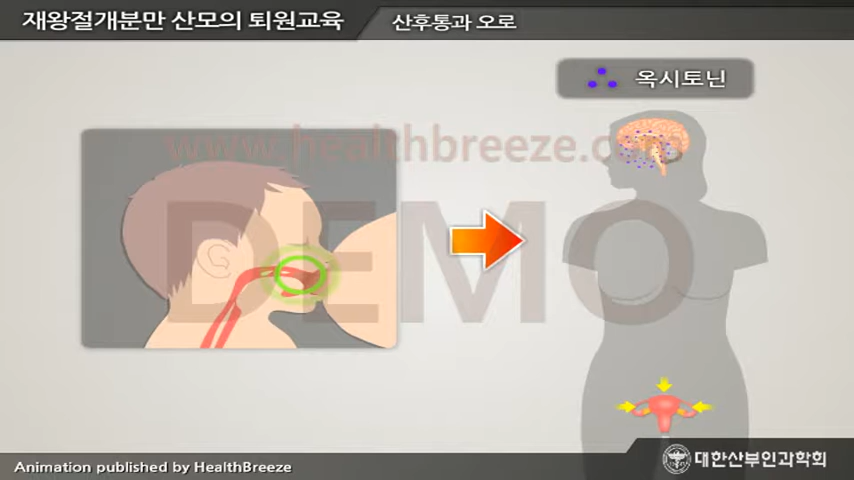 재왕절개분만 산모의 퇴원교육
산후통과 오로
옥시토닌
www.healthbreeze.co
DEMO
Animation published by HealthBreeze
대한산부인과학회